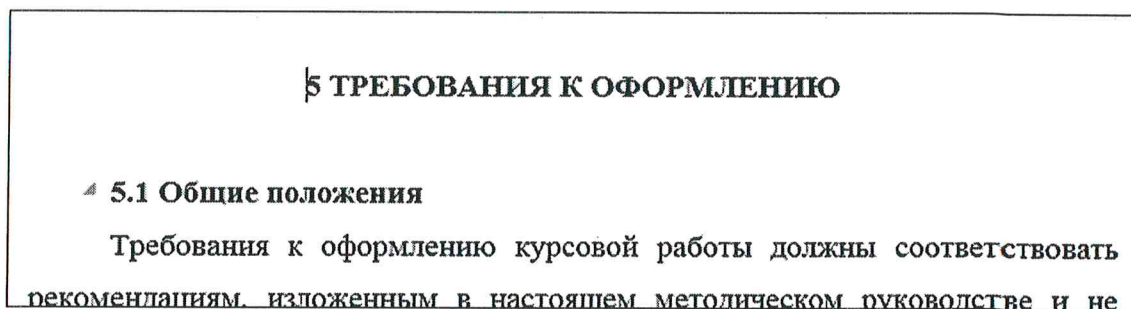 5 ТРЕБОВАНИЯ К ОФОРМЛЕНИЮ
5.1 Общие положения
Требования к оформлению курсовой работы должны соответствовать
рекомендациям, изложенным в настоящем методическом руководстве и не